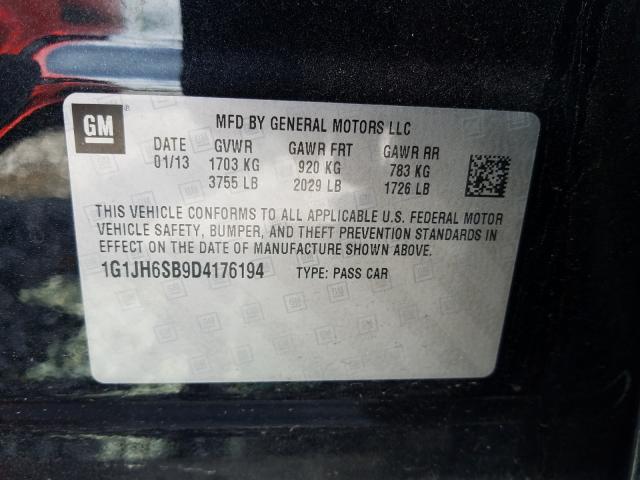 GM
MFD BY GENERAL MOTORS LLC
DATE GVWR GAWR FRT GAWR RR
01/13 1703 KG 920 KG 783 KG
3755 LB 2029 LB 1726 LB
THIS VEHICLE CONFORMS TO ALL APPLICABLE U.S. FEDERAL MOTOR
VEHICLE SAFETY, BUMPER, AND THEFT PREVENTION STANDARDS IN
EFFECT ON THE DATE OF MANUFACTURE SHOWN ABOVE.
1G1JH6SB9D4176194 TYPE: PASS CAR